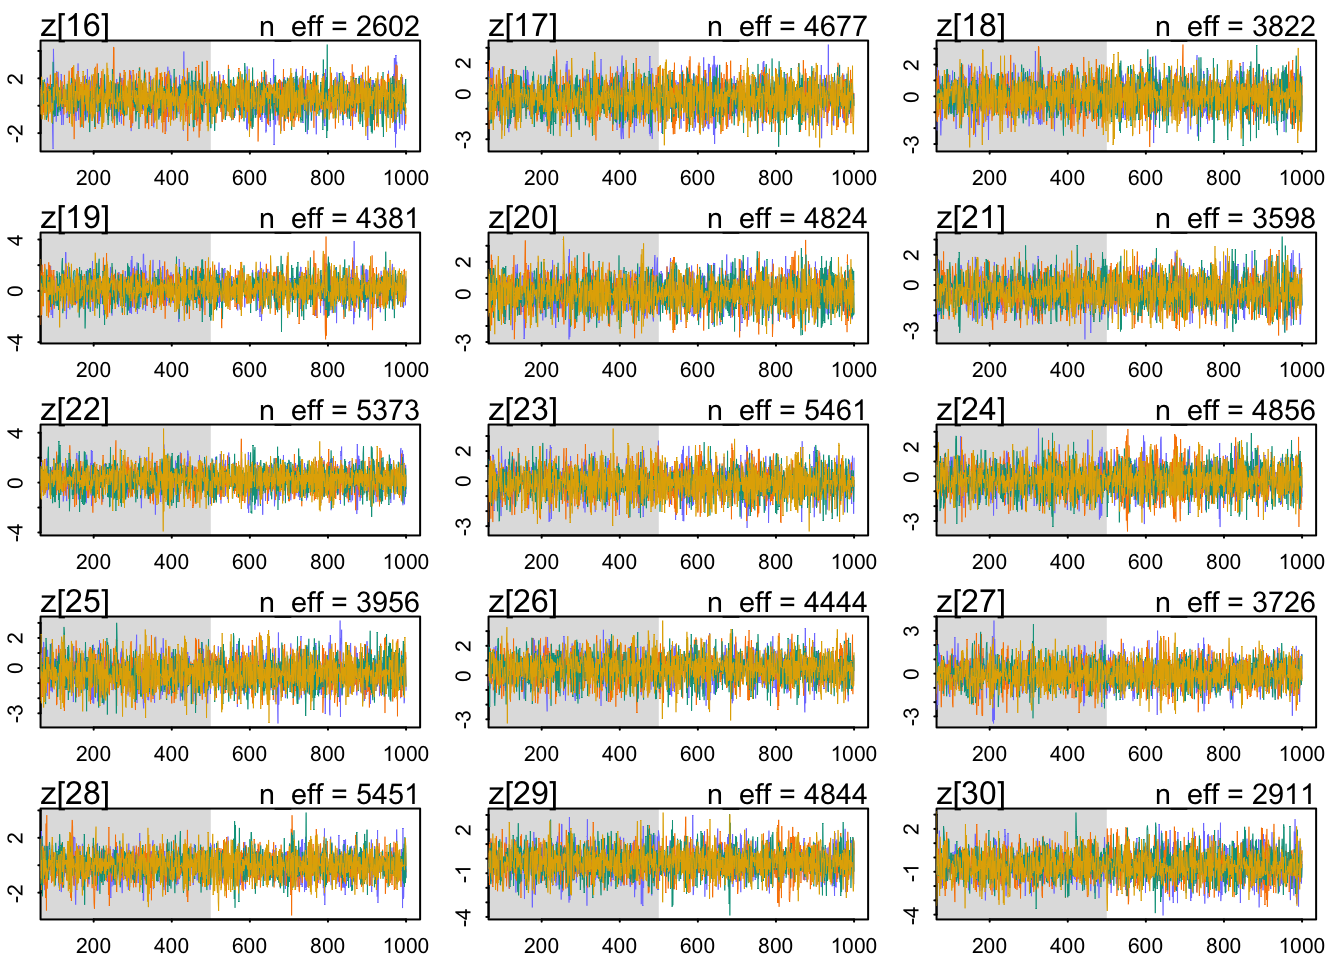 z[16] n_eff = 2602 z[17] n_eff = 4677 z[18] n_eff = 3822
2 -2 2 0 -3 2 0 -3
200 400 600 800 1000 200 400 600 800 1000 200 400 600 800 1000
z[19] n_eff = 4381 z[20] n_eff = 4824 z[21] n_eff = 3598
4 0 -4 2 0 -3 2 0 -3
200 400 600 800 1000 200 400 600 800 1000 200 400 600 800 1000
z[22] n_eff = 5373 z[23] n_eff = 5461 z[24] n_eff = 4856
4 0 -4 2 0 -3 2 0 -3
200 400 600 800 1000 200 400 600 800 1000 200 400 600 800 1000
z[25] n_eff = 3956 z[26] n_eff = 4444 z[27] n_eff = 3726
2 0 -3 2 0 -3 3 0 -3
200 400 600 800 1000 200 400 600 800 1000 200 400 600 800 1000
z[28] n_eff = 5451 z[29] n_eff = 4844 z[30] n_eff = 2911
2 -2 2 -1 -4 2 -1 -4
200 400 600 800 1000 200 400 600 800 1000 200 400 600 800 1000